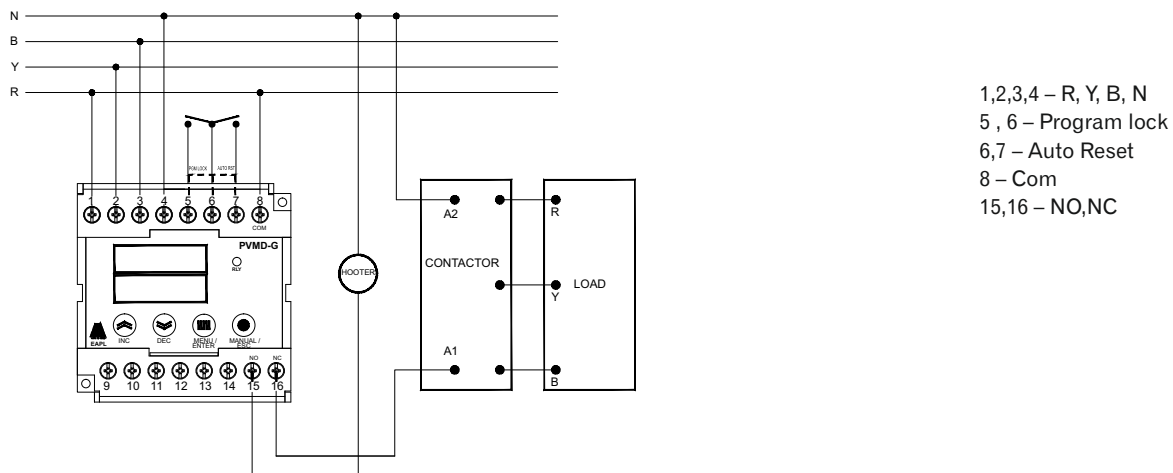 N
B
Y
R
1,2,3,4 – R, Y, B, N
5 , 6 – Program lock
6,7 – Auto Reset
8 – Com
15,16 – NO,NC
PGM LOCK AUTO RST
1 2 3 4 5 6 7 8
COM
PVMD-G
RLY
EAPL
INC DEC MENU / ENTER MANUAL / ESC
NO NC
9 10 11 12 13 14 15 16
HOOTER
A2
CONTACTOR
A1
R
Y
LOAD
B